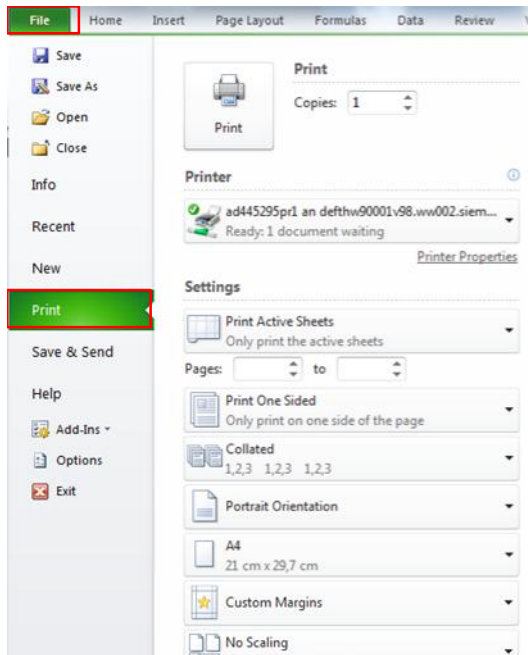 File Home Insert Page Layout Formulas Data Review
Save
Save As
Open
Close
Info
Recent
New
Print
Save & Send
Help
Add-Ins
Options
Exit
Print
Print
Copies: 1
Printer
ad445295pr1 an defthw90001v98.ww002.siem...
Ready: 1 document waiting
Printer Properties
Settings
Print Active Sheets
Only print the active sheets
Pages: to
Print One Sided
Only print on one side of the page
Collated
1,2,3 1,2,3 1,2,3
Portrait Orientation
A4
21 cm x 29,7 cm
Custom Margins
No Scaling